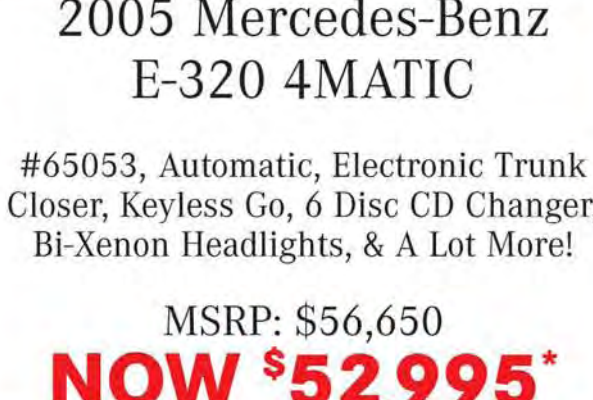 2005 Mercedes-Benz
E-320 4MATIC
#65053, Automatic, Electronic Trunk
Closer, Keyless Go, 6 Disc CD Changer
Bi-Xenon Headlights, & A Lot More!
MSRP: $56,650
NOW $52,995*